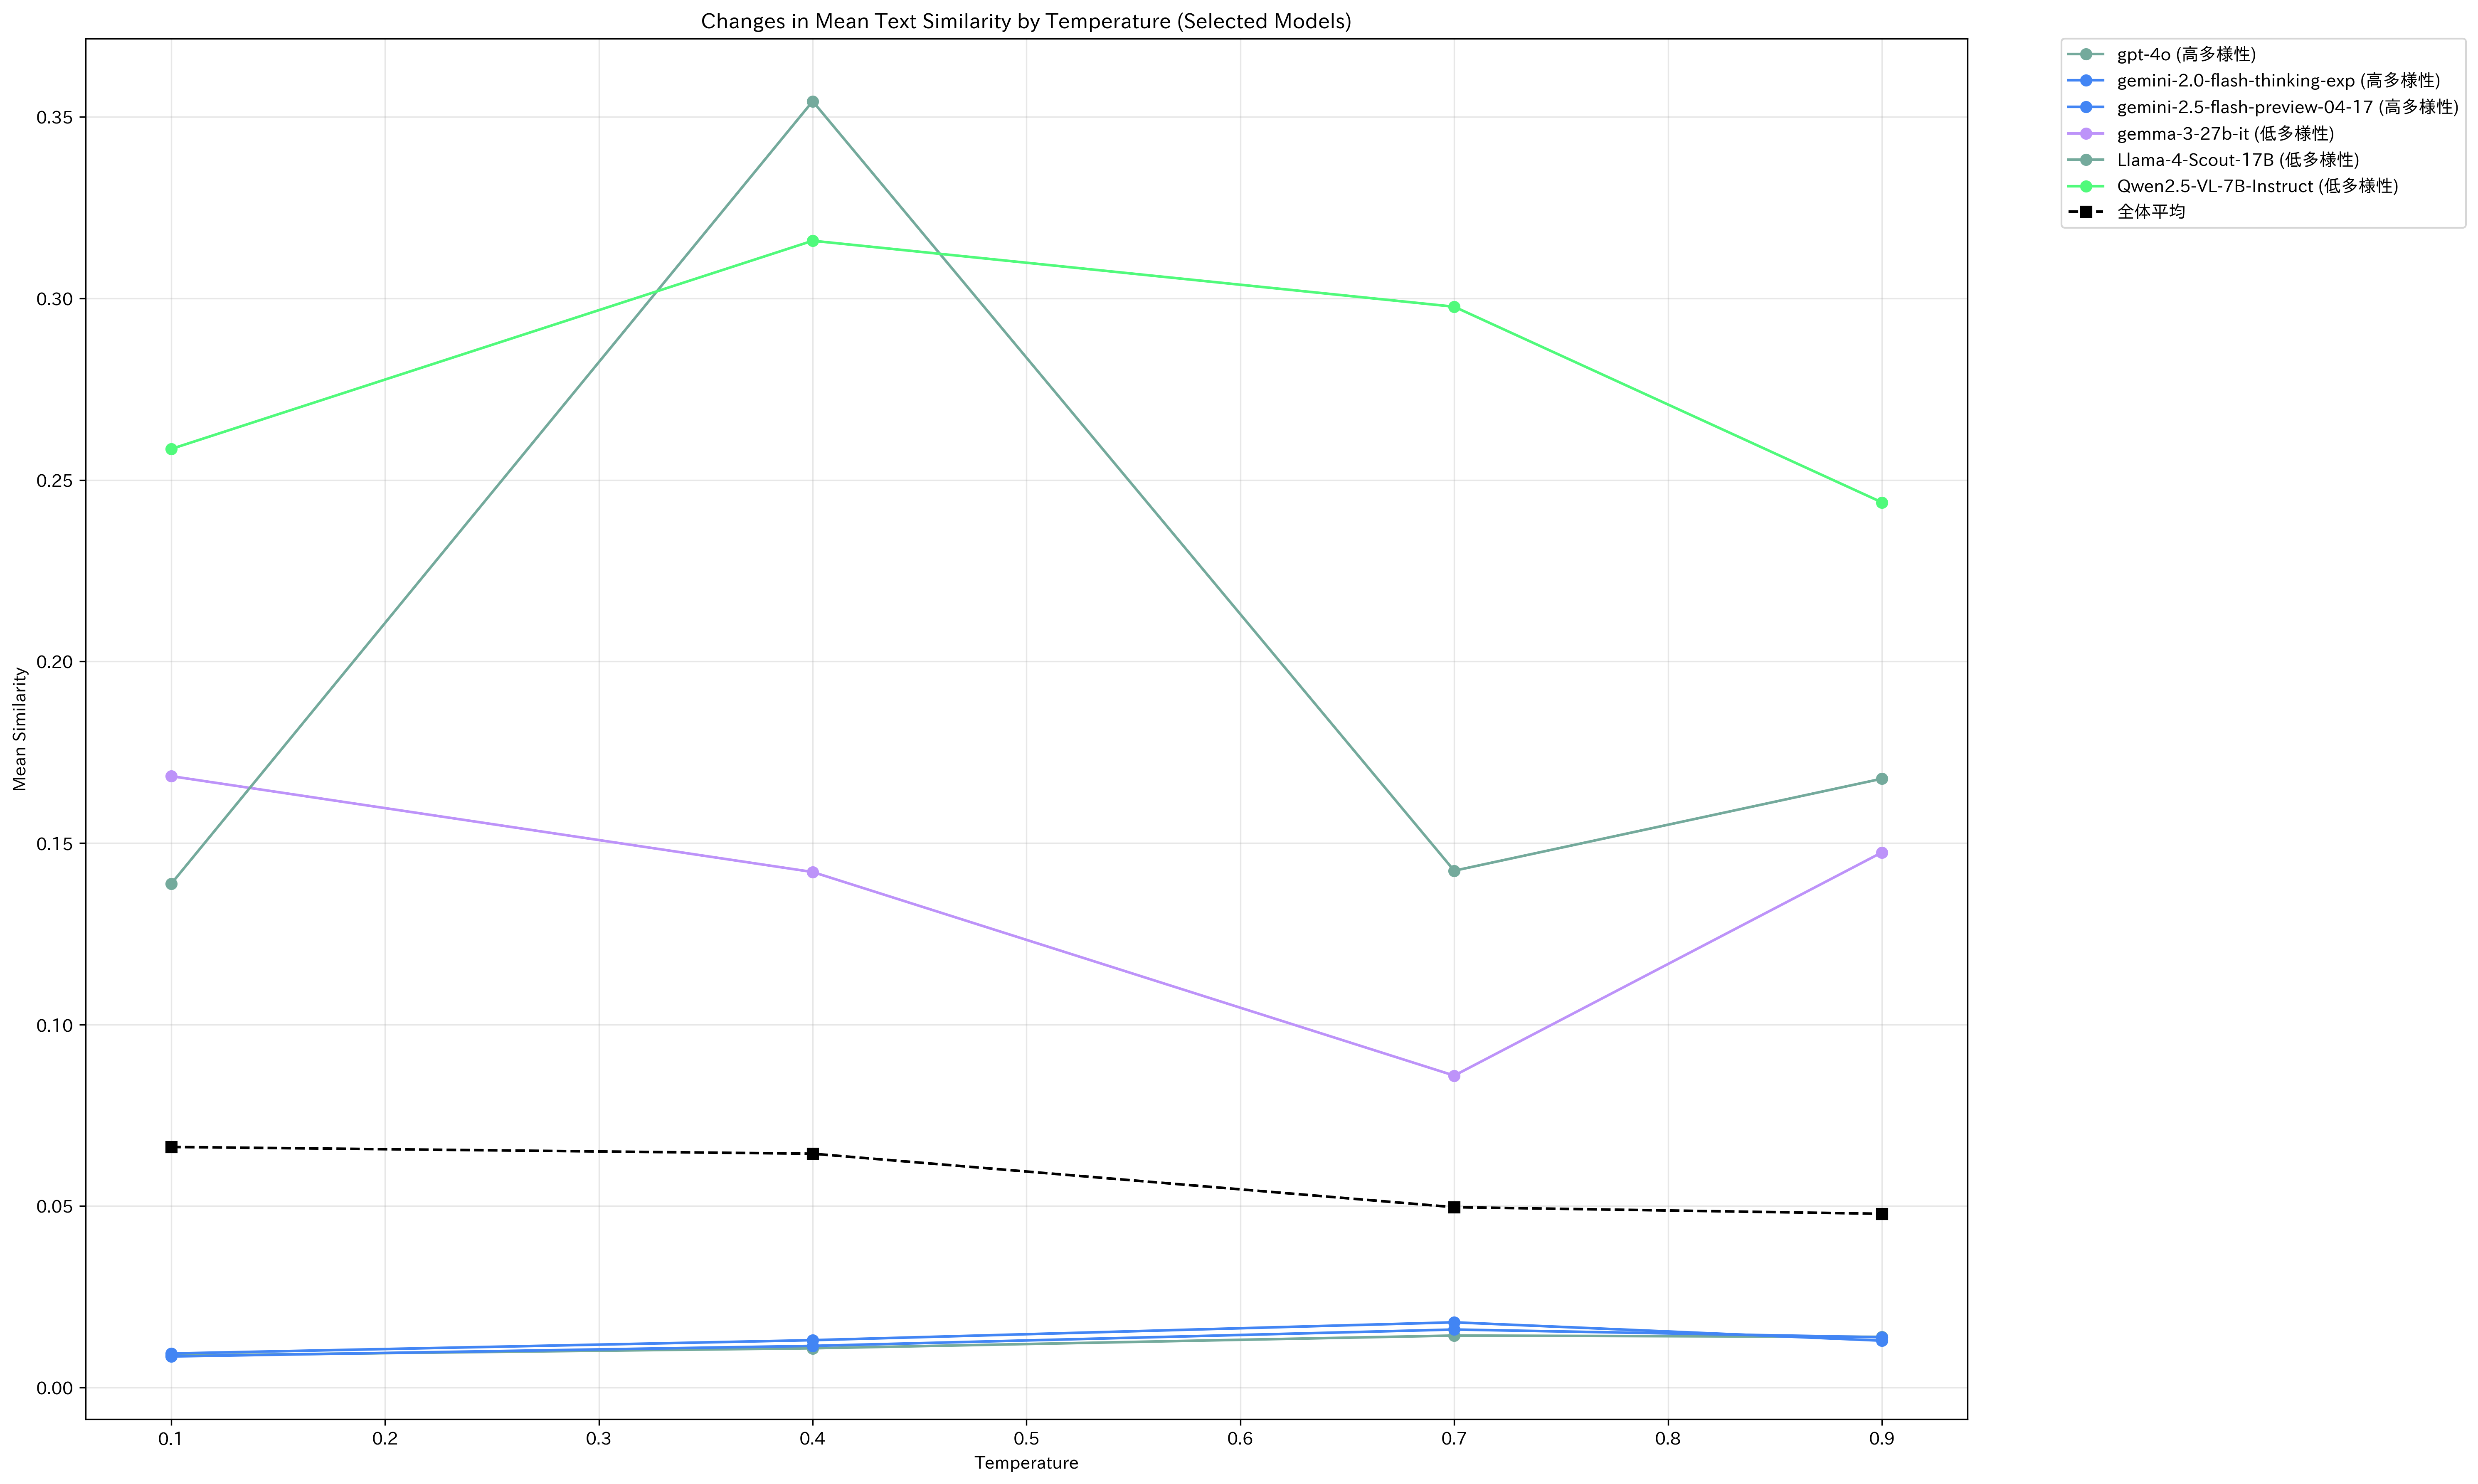 Changes in Mean Text Similarity by Temperature (Selected Models)
gpt-4o (高多様性)
gemini-2.0-flash-thinking-exp (高多様性)
gemini-2.5-flash-preview-04-17 (高多様性)
gemma-3-27b-it (低多様性)
Llama-4-Scout-17B (低多様性)
Qwen2.5-VL-7B-Instruct (低多様性)
全体平均
Mean Similarity
0.35
0.30
0.25
0.20
0.15
0.10
0.05
0.00
0.1 0.2 0.3 0.4 0.5 0.6 0.7 0.8 0.9
Temperature